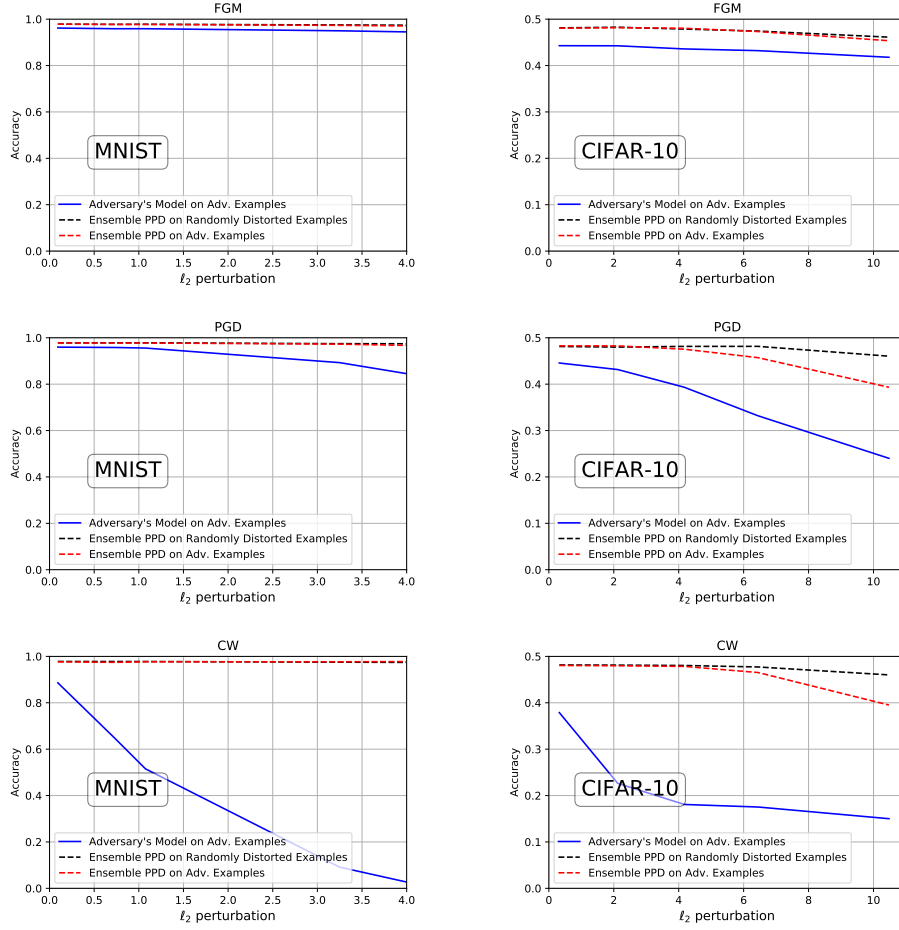 FGM
1.0
0.8
0.6
0.4
0.2
0.0
Accuracy
MNIST
Adversary's Model on Adv. Examples
Ensemble PPD on Randomly Distorted Examples
Ensemble PPD on Adv. Examples
0.0 0.5 1.0 1.5 2.0 2.5 3.0 3.5 4.0
ℓ₂ perturbation
FGM
0.5
0.4
0.3
0.2
0.1
0.0
Accuracy
CIFAR-10
Adversary's Model on Adv. Examples
Ensemble PPD on Randomly Distorted Examples
Ensemble PPD on Adv. Examples
0 2 4 6 8 10
ℓ₂ perturbation
PGD
1.0
0.8
0.6
0.4
0.2
0.0
Accuracy
MNIST
Adversary's Model on Adv. Examples
Ensemble PPD on Randomly Distorted Examples
Ensemble PPD on Adv. Examples
0.0 0.5 1.0 1.5 2.0 2.5 3.0 3.5 4.0
ℓ₂ perturbation
PGD
0.5
0.4
0.3
0.2
0.1
0.0
Accuracy
CIFAR-10
Adversary's Model on Adv. Examples
Ensemble PPD on Randomly Distorted Examples
Ensemble PPD on Adv. Examples
0 2 4 6 8 10
ℓ₂ perturbation
CW
1.0
0.8
0.6
0.4
0.2
0.0
Accuracy
MNIST
Adversary's Model on Adv. Examples
Ensemble PPD on Randomly Distorted Examples
Ensemble PPD on Adv. Examples
0.0 0.5 1.0 1.5 2.0 2.5 3.0 3.5 4.0
ℓ₂ perturbation
CW
0.5
0.4
0.3
0.2
0.1
0.0
Accuracy
CIFAR-10
Adversary's Model on Adv. Examples
Ensemble PPD on Randomly Distorted Examples
Ensemble PPD on Adv. Examples
0 2 4 6 8 10
ℓ₂ perturbation